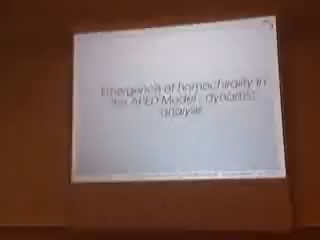 Emergence of homochirality in
the APED Model: dynamic
analysis